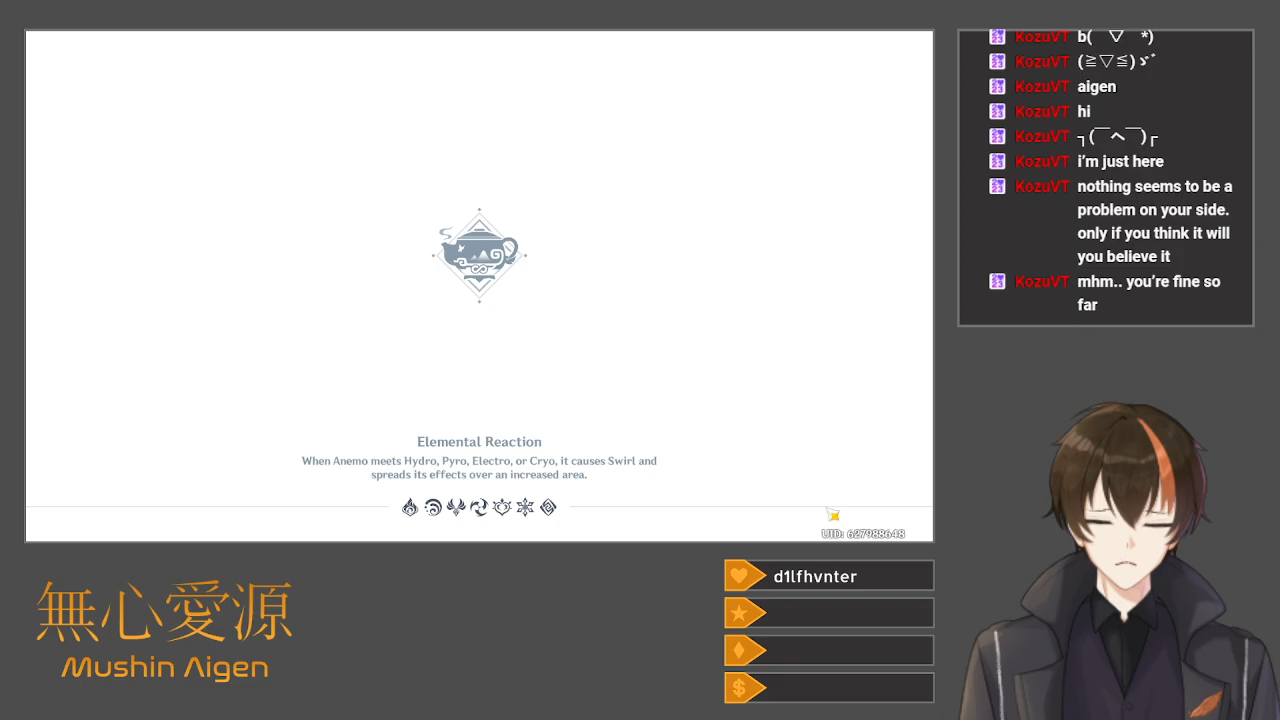 KozuVT b( ▽ *)
KozuVT (≧▽≦)ゞ
KozuVT aigen
KozuVT hi
KozuVT ┐(￣ヘ￣)┌
KozuVT i'm just here
KozuVT nothing seems to be a
problem on your side.
only if you think it will
you believe it
KozuVT mhm.. you're fine so
far
Elemental Reaction
When Anemo meets Hydro, Pyro, Electro, or Cryo, it causes Swirl and
spreads its effects over an increased area.
UID: 627988648
d1lfhvnter
$
無心愛源
Mushin Aigen